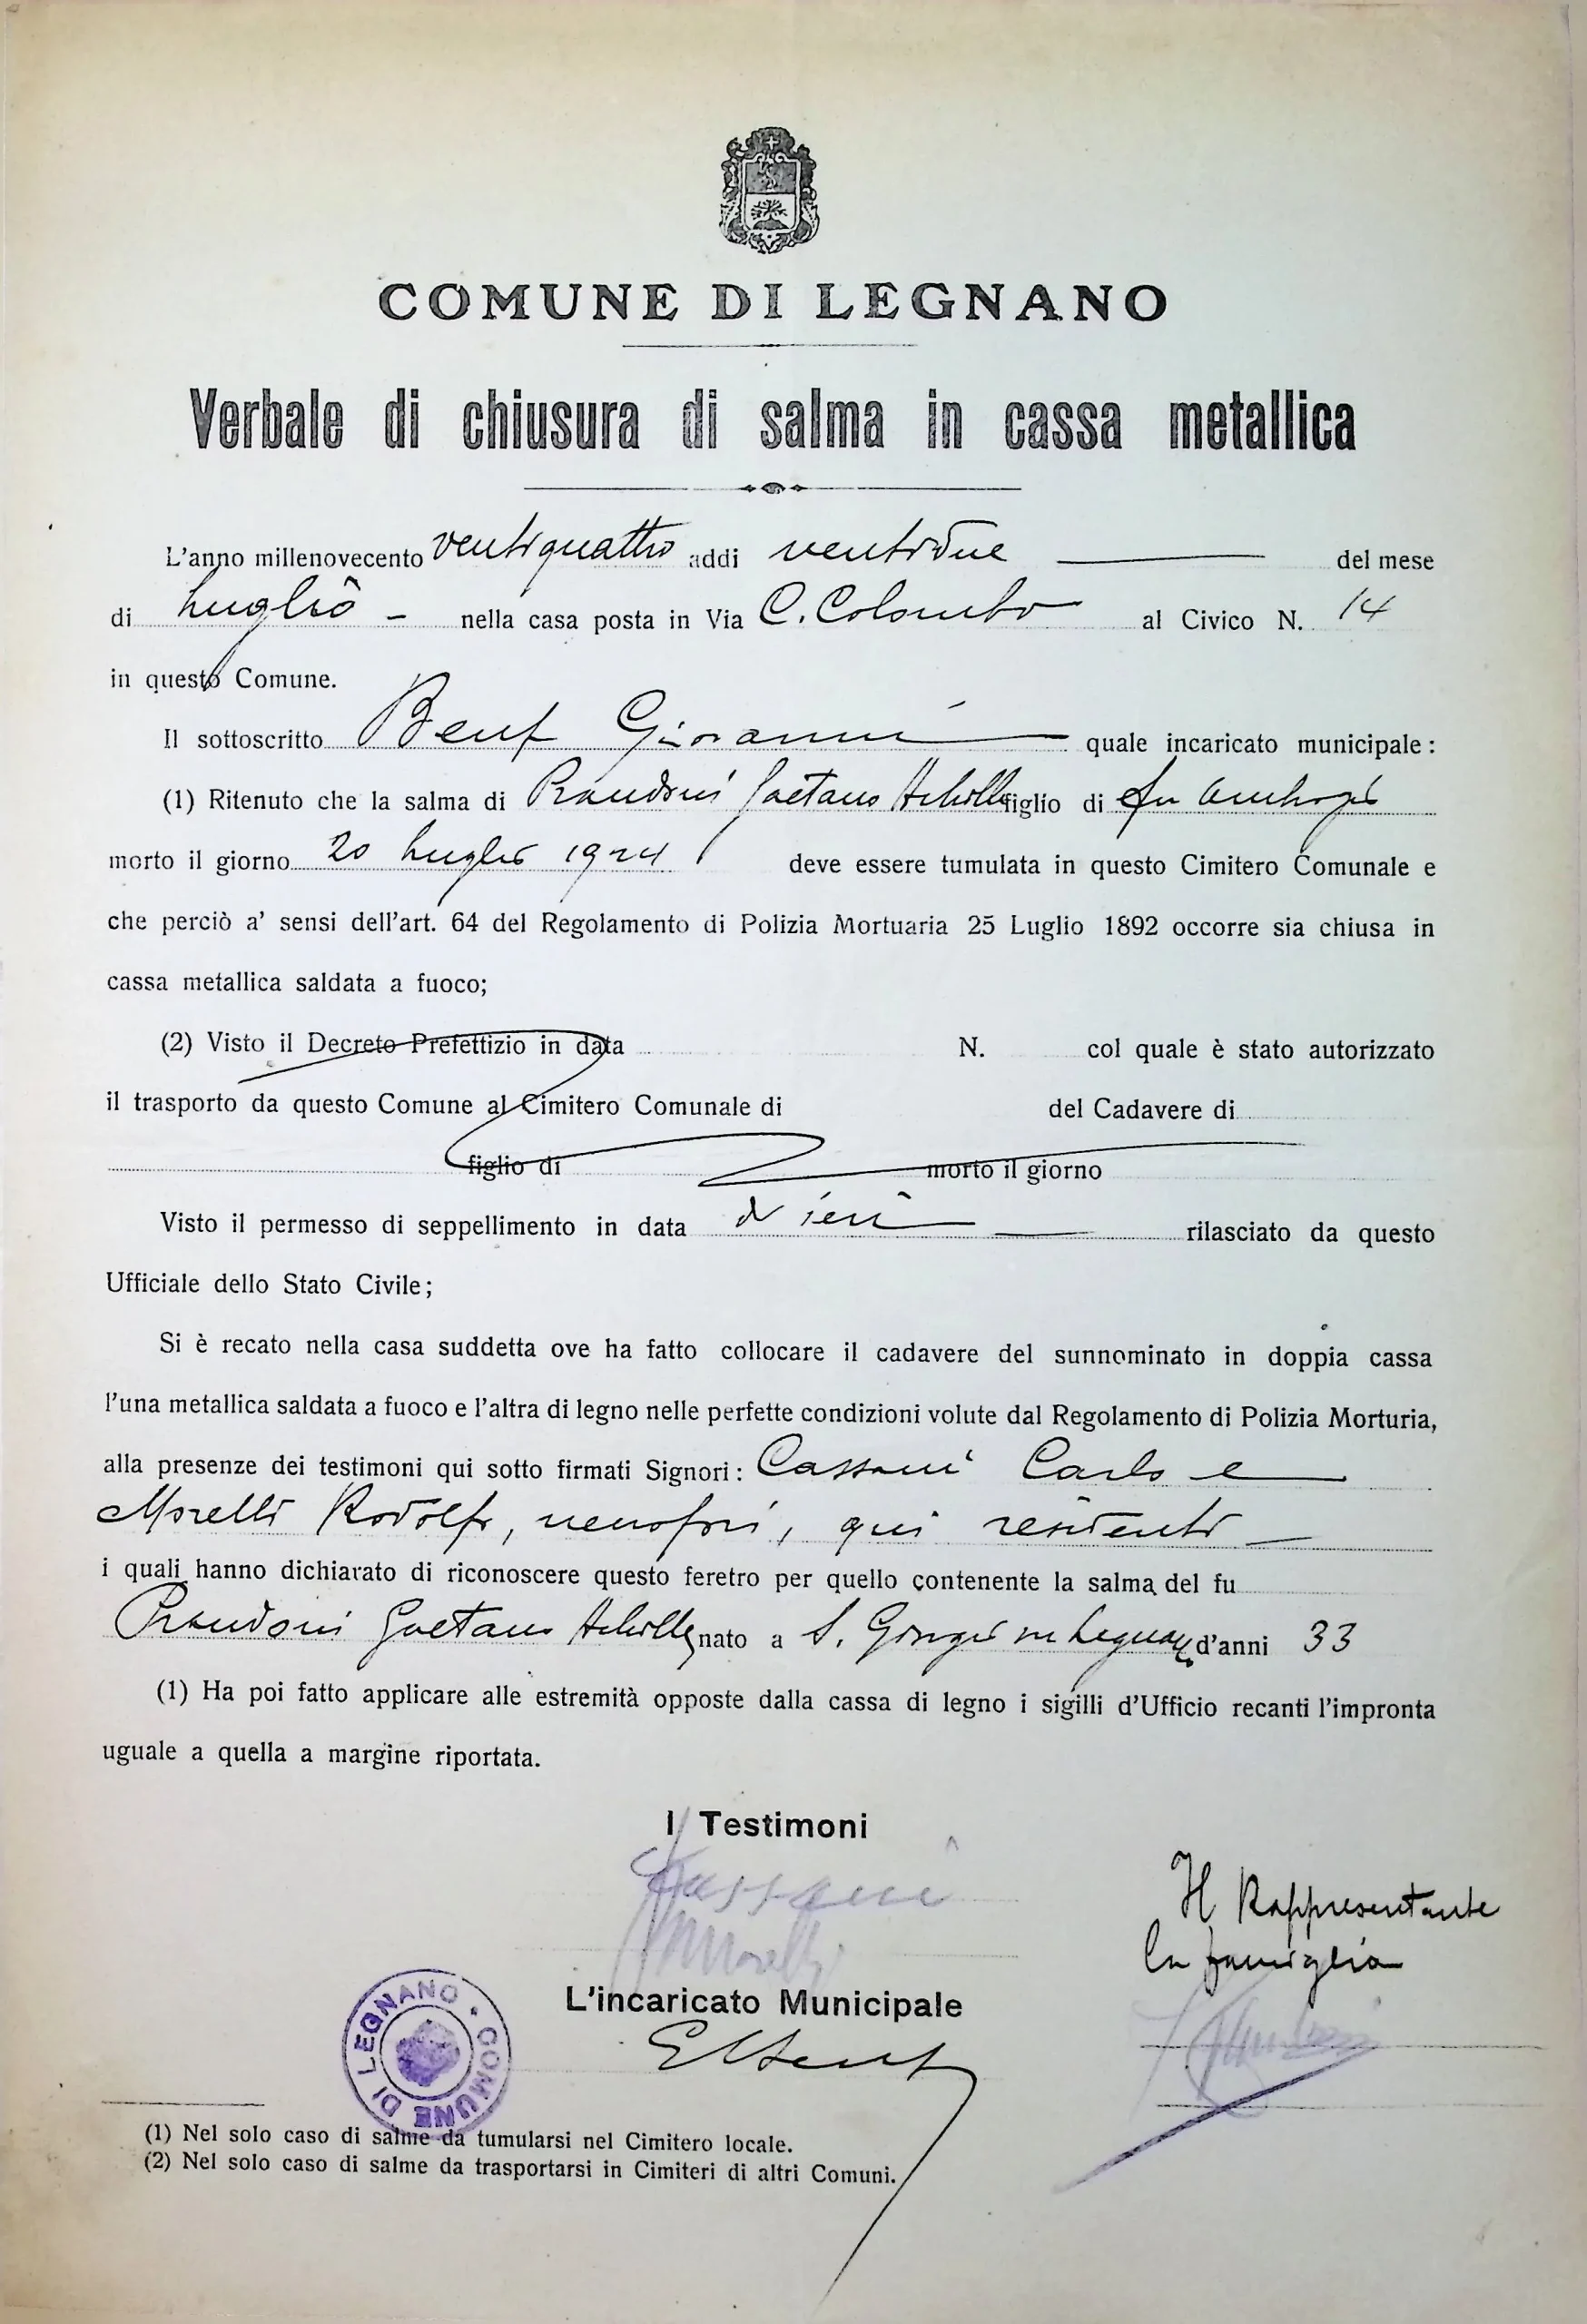 COMUNE DI LEGNANO
Verbale di chiusura di salma in cassa metallica
L'anno millenovecento ventiquattro addi ventidue del mese
di Luglio - nella casa posta in Via C. Colombo al Civico N. 14
in questo Comune.
Il sottoscritto Benf Giovanni quale incaricato municipale:
(1) Ritenuto che la salma di Prandoni Gaetano Achille figlio di fu Ambrogio
morto il giorno 20 Luglio 1924 deve essere tumulata in questo Cimitero Comunale e
che perciò a' sensi dell'art. 64 del Regolamento di Polizia Mortuaria 25 Luglio 1892 occorre sia chiusa in
cassa metallica saldata a fuoco;
(2) Visto il Decreto Prefettizio in data N. col quale è stato autorizzato
il trasporto da questo Comune al Cimitero Comunale di del Cadavere di
figlio di morto il giorno
Visto il permesso di seppellimento in data d'ieri rilasciato da questo
Ufficiale dello Stato Civile;
Si è recato nella casa suddetta ove ha fatto collocare il cadavere del sunnominato in doppia cassa
l'una metallica saldata a fuoco e l'altra di legno nelle perfette condizioni volute dal Regolamento di Polizia Morturia,
alla presenze dei testimoni qui sotto firmati Signori: Cassani Carlo e
Morelli Rodolfo, necrofori, qui residenti
i quali hanno dichiarato di riconoscere questo feretro per quello contenente la salma del fu
Prandoni Gaetano Achille nato a S. Giorgio su Legnano d'anni 33
(1) Ha poi fatto applicare alle estremità opposte dalla cassa di legno i sigilli d'Ufficio recanti l'impronta
uguale a quella a margine riportata.
I Testimoni
Cassani
Morelli
Il Rappresentante
la famiglia
L'incaricato Municipale
COMUNE DI LEGNANO
(1) Nel solo caso di salme da tumularsi nel Cimitero locale.
(2) Nel solo caso di salme da trasportarsi in Cimiteri di altri Comuni.